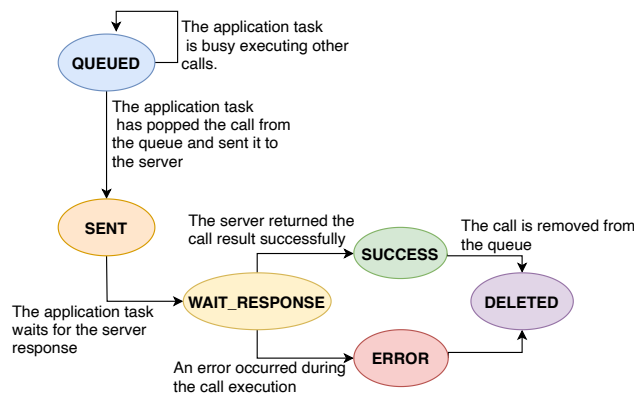 The application task
is busy executing other
calls.
QUEUED
The application task
has popped the call from
the queue and sent it to
the server
SENT
The server returned the
call result successfully
SUCCESS
The call is removed from
the queue
WAIT_RESPONSE
DELETED
The application task
waits for the server
response
An error occurred during
the call execution
ERROR